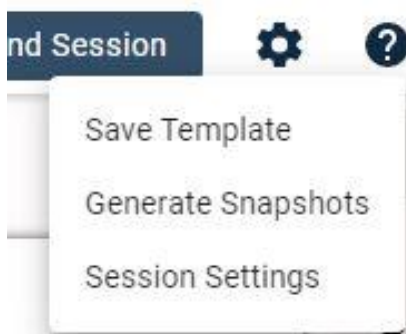 nd Session
Save Template
Generate Snapshots
Session Settings